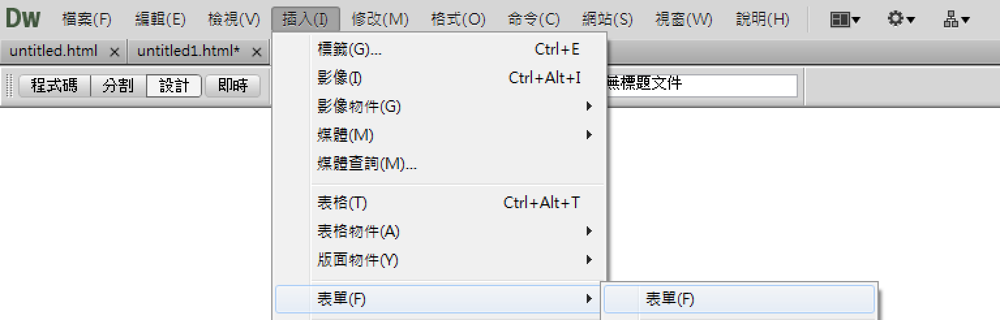 Dw 檔案(F) 編輯(E) 檢視(V) 插入(I) 修改(M) 格式(O) 命令(C) 網站(S) 視窗(W) 說明(H)
untitled.html × untitled1.html* ×
程式碼 分割 設計 即時 無標題文件
標籤(G)... Ctrl+E
影像(I) Ctrl+Alt+I
影像物件(G)
媒體(M)
媒體查詢(M)...
表格(T) Ctrl+Alt+T
表格物件(A)
版面物件(Y)
表單(F) 表單(F)